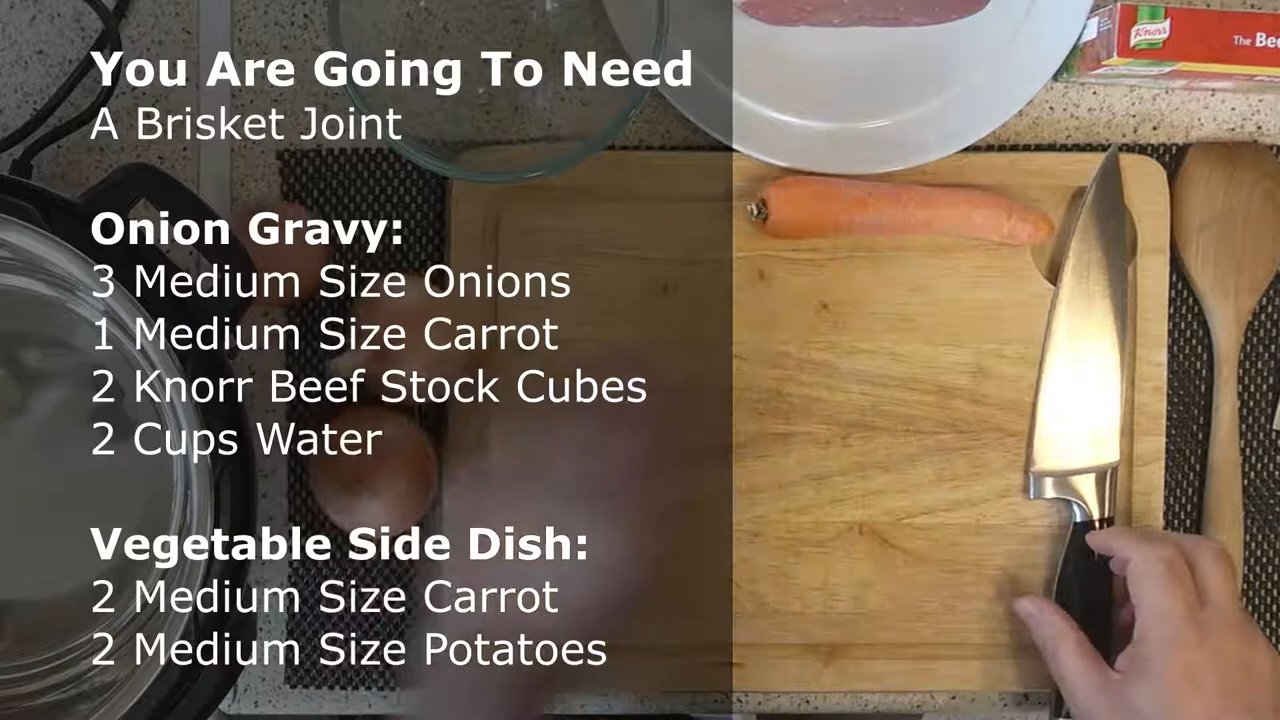 You Are Going To Need
A Brisket Joint
Onion Gravy:
3 Medium Size Onions
1 Medium Size Carrot
2 Knorr Beef Stock Cubes
2 Cups Water
Vegetable Side Dish:
2 Medium Size Carrot
2 Medium Size Potatoes
Knorr
The